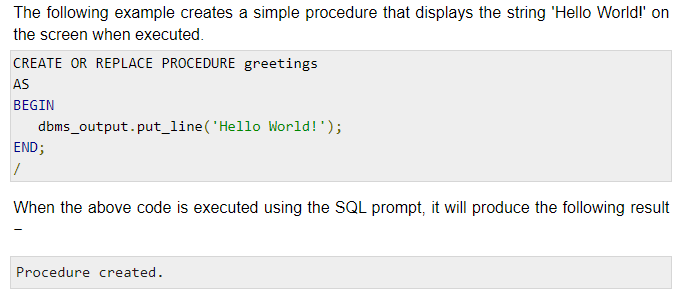 The following example creates a simple procedure that displays the string 'Hello World!' on
the screen when executed.
CREATE OR REPLACE PROCEDURE greetings
AS
BEGIN
   dbms_output.put_line('Hello World!');
END;
/
When the above code is executed using the SQL prompt, it will produce the following result
–
Procedure created.